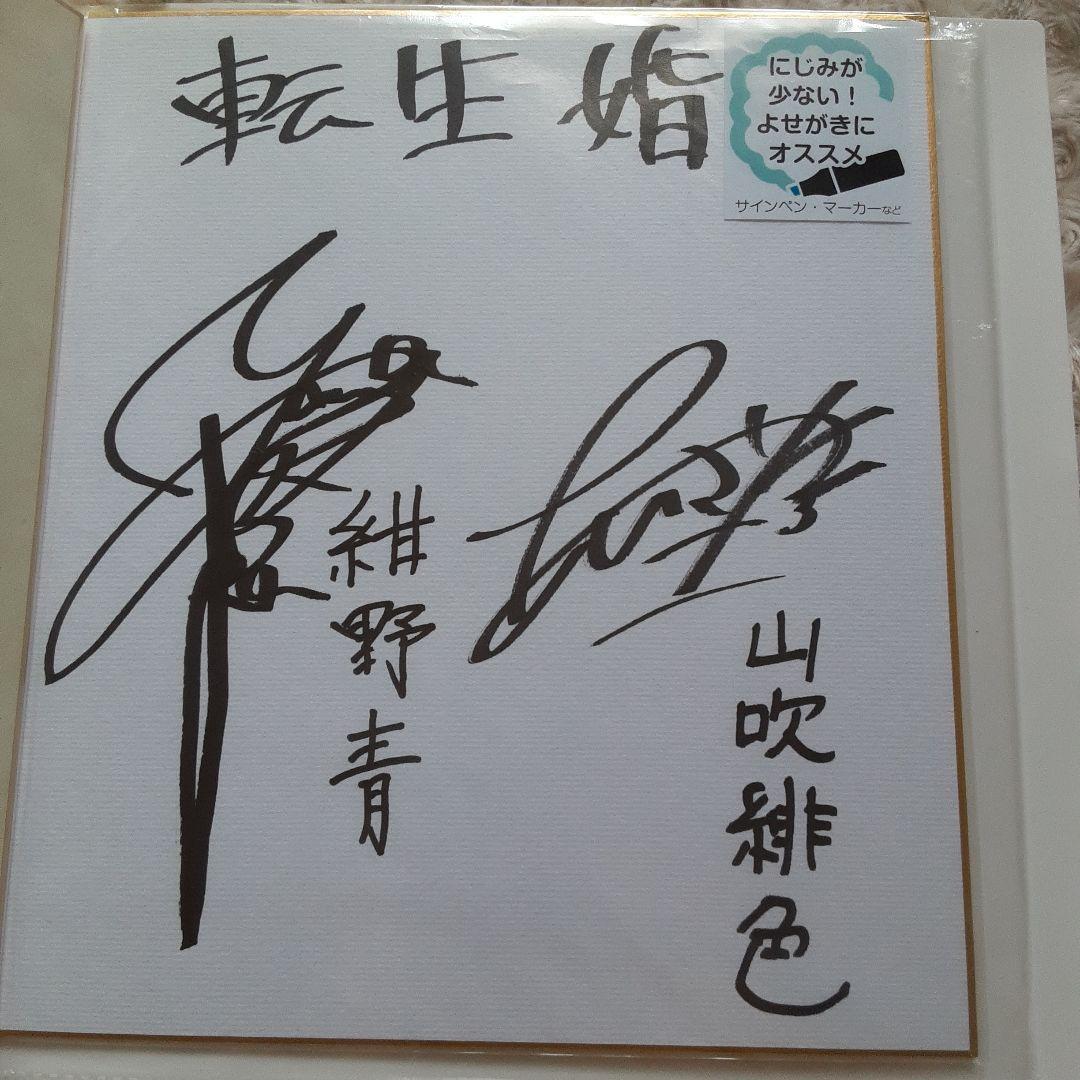 転生婚
にじみが
少ない！
よせがきに
オススメ
サインペン・マーカーなど
紺野青
山吹緋色